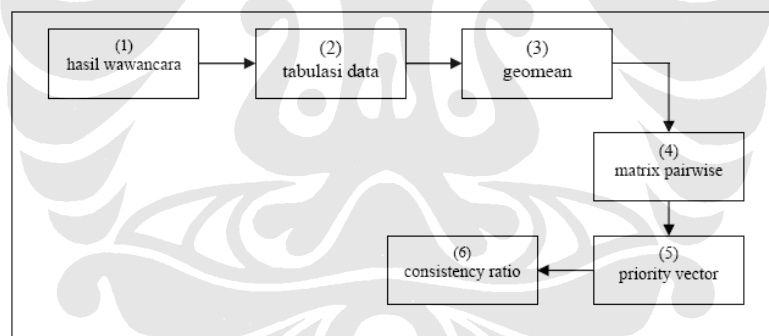 (1)
hasil wawancara
(2)
tabulasi data
(3)
geomean
(4)
matrix pairwise
(5)
priority vector
(6)
consistency ratio